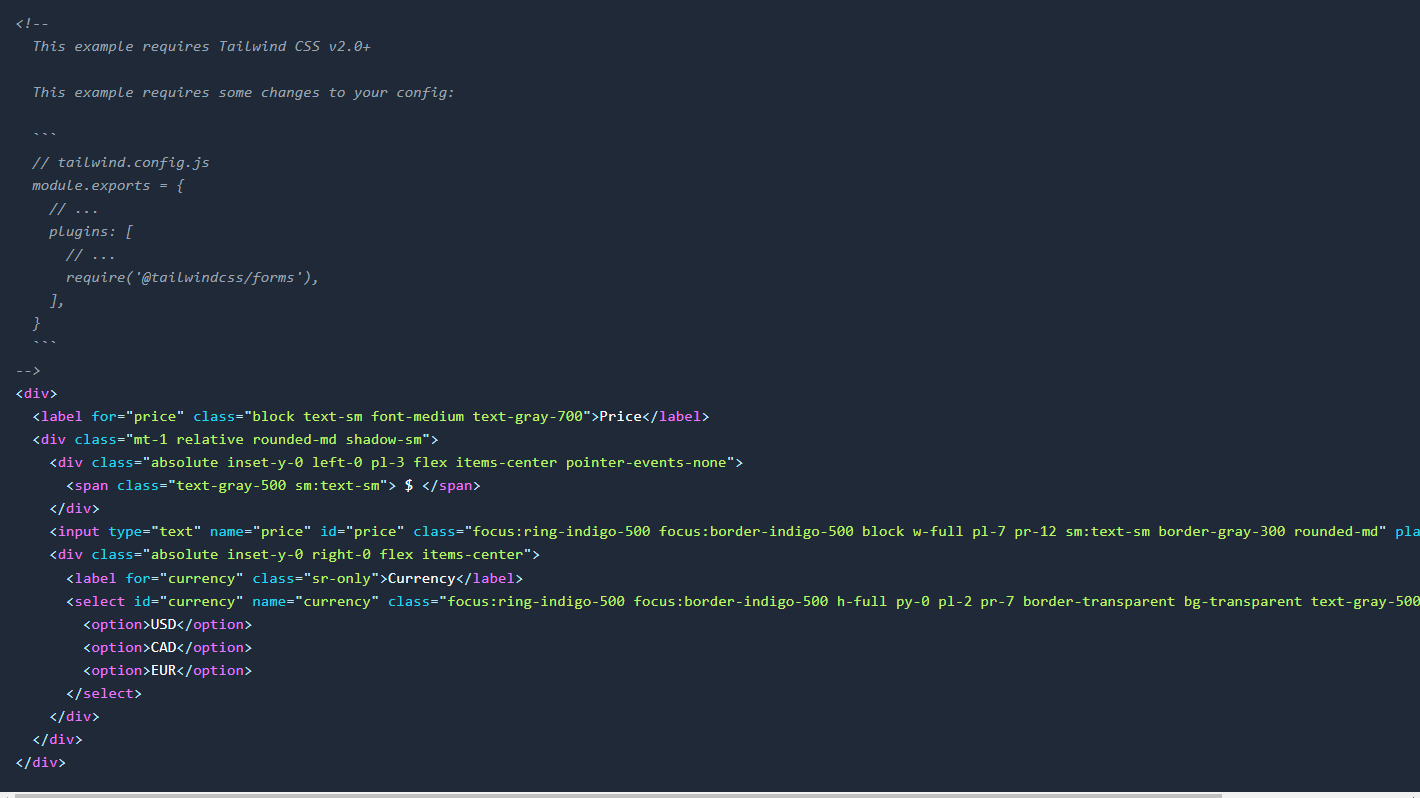 <!--
  This example requires Tailwind CSS v2.0+

  This example requires some changes to your config:

  ```
  // tailwind.config.js
  module.exports = {
    // ...
    plugins: [
      // ...
      require('@tailwindcss/forms'),
    ],
  }
  ```
-->
<div>
  <label for="price" class="block text-sm font-medium text-gray-700">Price</label>
  <div class="mt-1 relative rounded-md shadow-sm">
    <div class="absolute inset-y-0 left-0 pl-3 flex items-center pointer-events-none">
      <span class="text-gray-500 sm:text-sm"> $ </span>
    </div>
    <input type="text" name="price" id="price" class="focus:ring-indigo-500 focus:border-indigo-500 block w-full pl-7 pr-12 sm:text-sm border-gray-300 rounded-md" pla
    <div class="absolute inset-y-0 right-0 flex items-center">
      <label for="currency" class="sr-only">Currency</label>
      <select id="currency" name="currency" class="focus:ring-indigo-500 focus:border-indigo-500 h-full py-0 pl-2 pr-7 border-transparent bg-transparent text-gray-500
        <option>USD</option>
        <option>CAD</option>
        <option>EUR</option>
      </select>
    </div>
  </div>
</div>